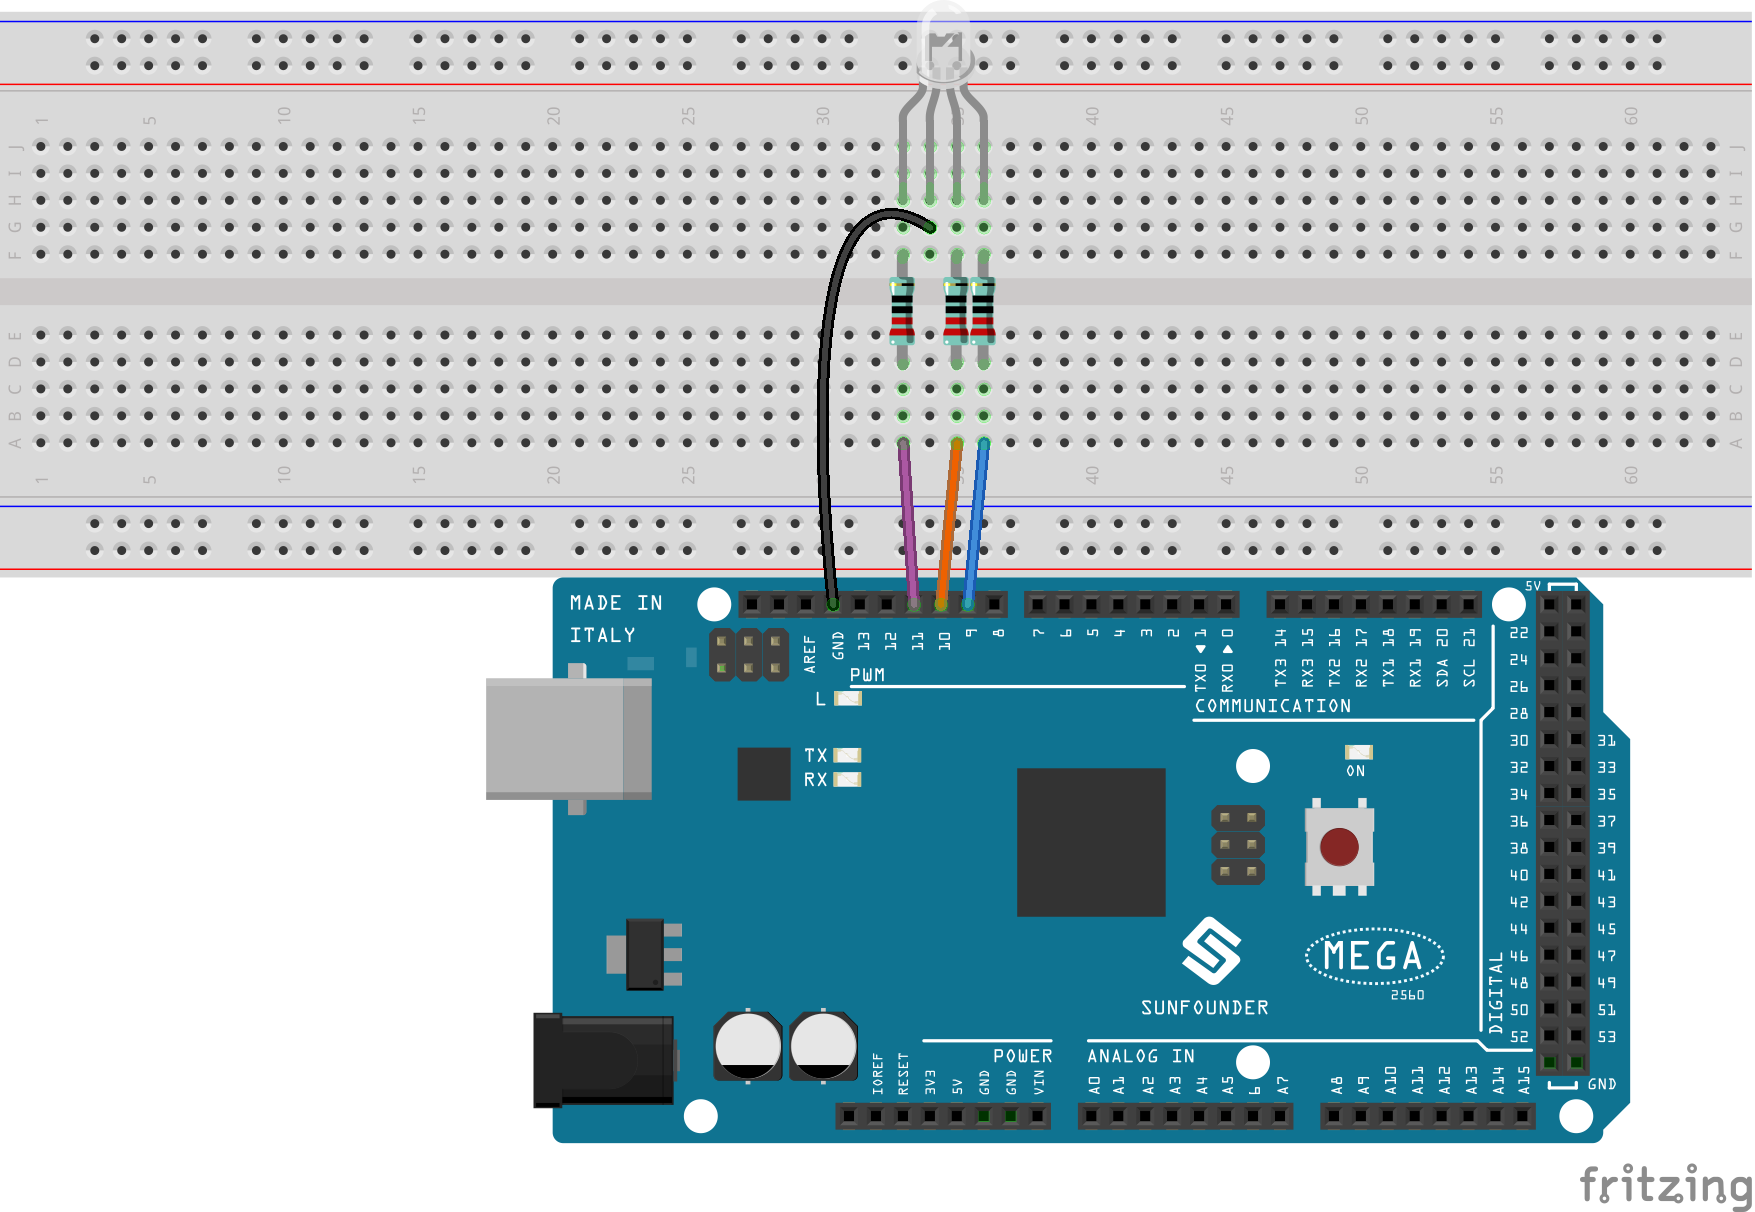 1 5 10 15 20 25 30 35 40 45 50 55 60
J J
I I
H H
G G
F F
E E
D D
C C
B B
A A
1 5 10 15 20 25 30 35 40 45 50 55 60
MADE IN
ITALY
AREF GND 13 12 11 10 9 8 7 6 5 4 3 2 TX0 1 RX0 0 TX3 14 RX3 15 TX2 16 RX2 17 TX1 18 RX1 19 SDA 20 SCL 21
5V
PWM
COMMUNICATION
L
TX
RX
ON
22
24
26
28
30 31
32 33
34 35
36 37
38 39
40 41
42 43
44 45
46 47
48 49
50 51
52 53
GND
DIGITAL
MEGA
2560
SUNFOUNDER
POWER
IOREF RESET 3V3 5V GND GND VIN
ANALOG IN
A0 A1 A2 A3 A4 A5 6 A7 A8 A9 A10 A11 A12 A13 A14 A15
fritzing